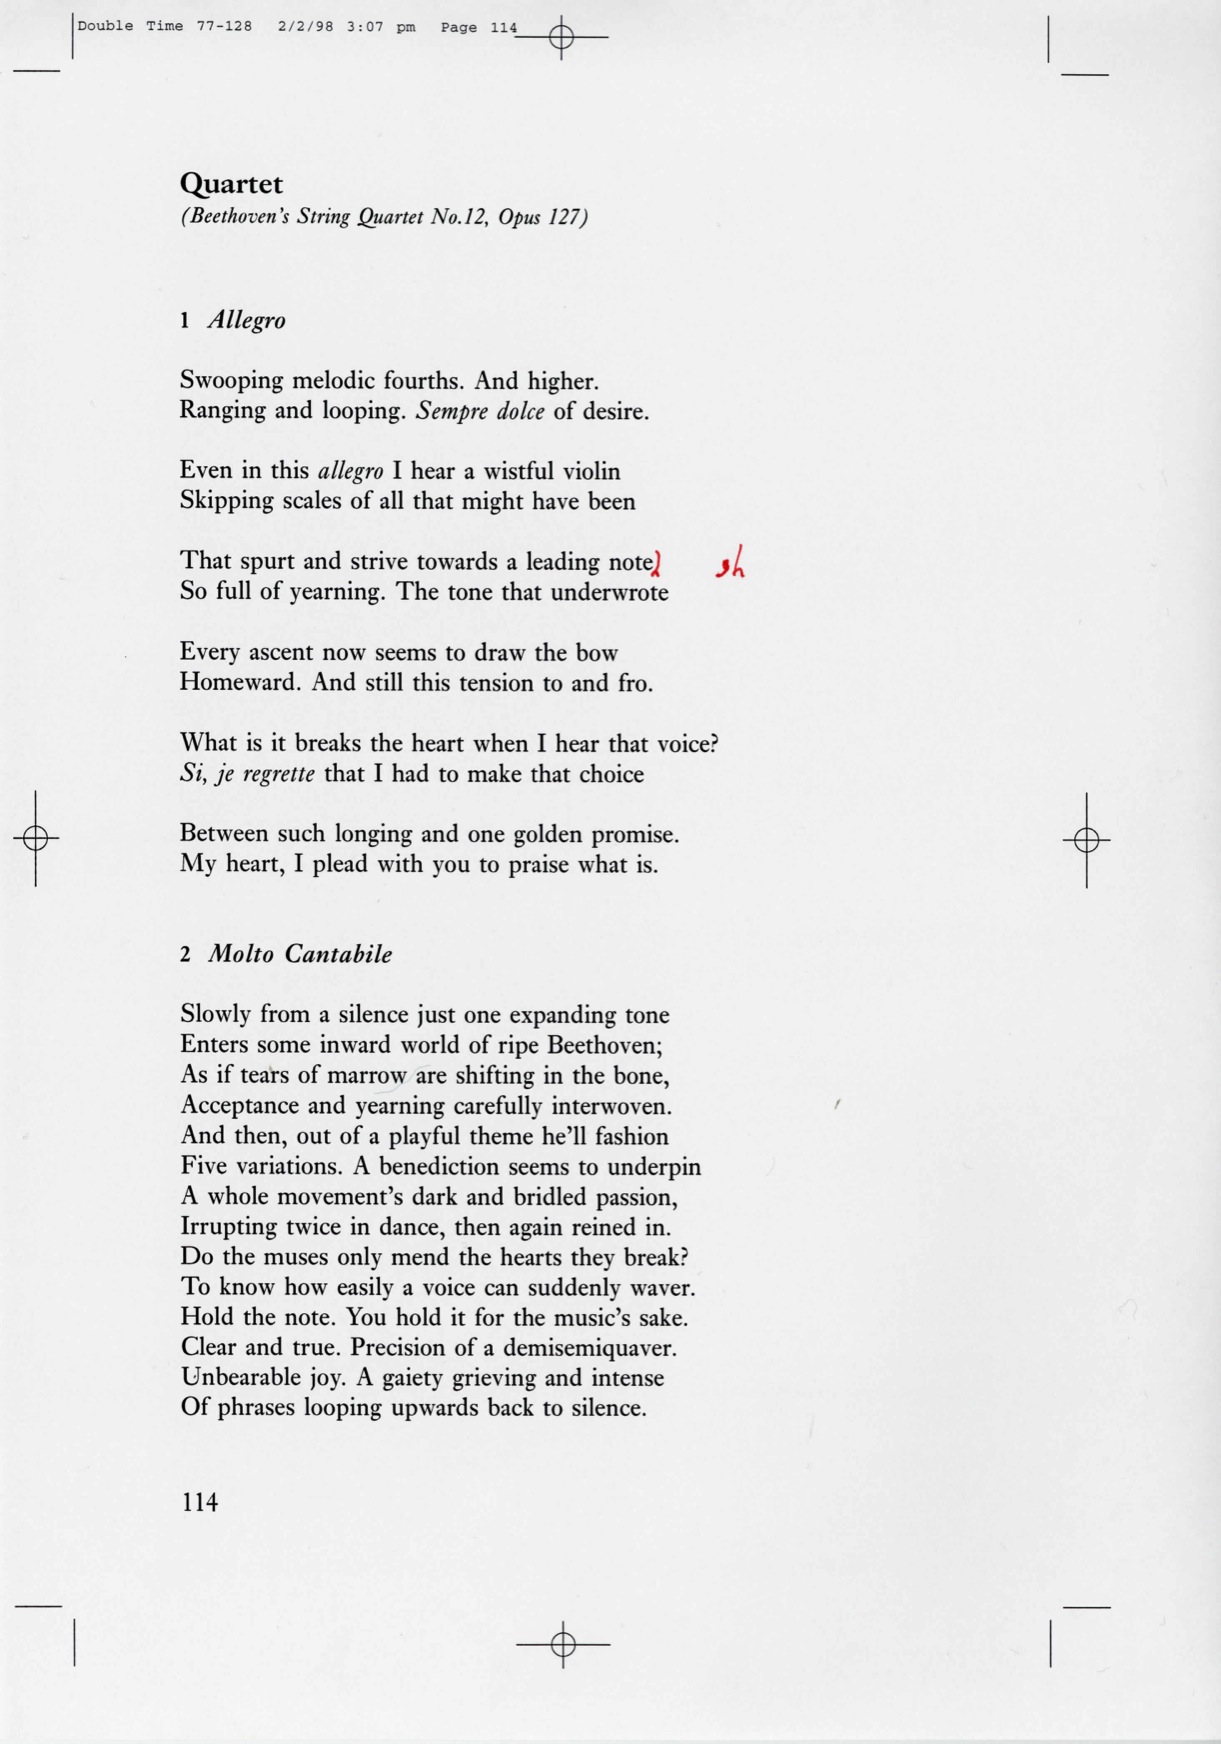 Double Time 77-128 2/2/98 3:07 pm Page 114
Quartet
(Beethoven's String Quartet No.12, Opus 127)
1 Allegro
Swooping melodic fourths. And higher.
Ranging and looping. Sempre dolce of desire.
Even in this allegro I hear a wistful violin
Skipping scales of all that might have been
That spurt and strive towards a leading note
So full of yearning. The tone that underwrote
Every ascent now seems to draw the bow
Homeward. And still this tension to and fro.
What is it breaks the heart when I hear that voice?
Si, je regrette that I had to make that choice
Between such longing and one golden promise.
My heart, I plead with you to praise what is.
2 Molto Cantabile
Slowly from a silence just one expanding tone
Enters some inward world of ripe Beethoven;
As if tears of marrow are shifting in the bone,
Acceptance and yearning carefully interwoven.
And then, out of a playful theme he'll fashion
Five variations. A benediction seems to underpin
A whole movement's dark and bridled passion,
Irrupting twice in dance, then again reined in.
Do the muses only mend the hearts they break?
To know how easily a voice can suddenly waver.
Hold the note. You hold it for the music's sake.
Clear and true. Precision of a demisemiquaver.
Unbearable joy. A gaiety grieving and intense
Of phrases looping upwards back to silence.
114